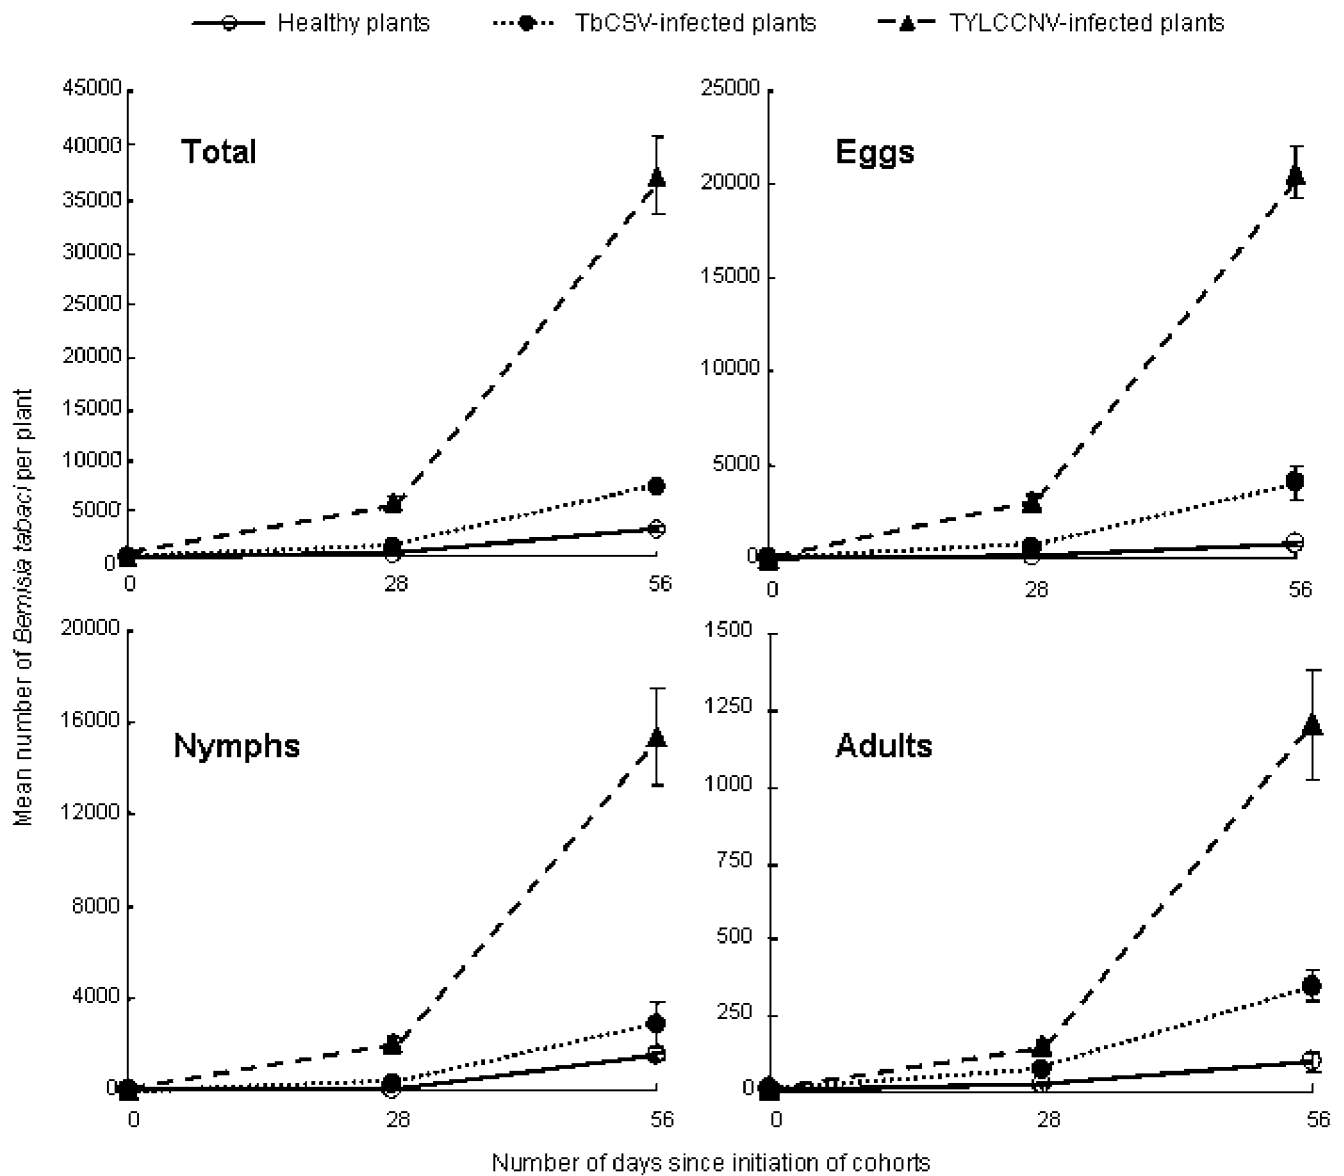 Healthy plants TbCSV-infected plants TYLCCNV-infected plants
Mean number of Bemisia tabaci per plant
Total
45000
40000
35000
30000
25000
20000
15000
10000
5000
0
0 28 56
Eggs
25000
20000
15000
10000
5000
0
0 28 56
Nymphs
20000
16000
12000
8000
4000
0
0 28 56
Adults
1500
1250
1000
750
500
250
0
0 28 56
Number of days since initiation of cohorts